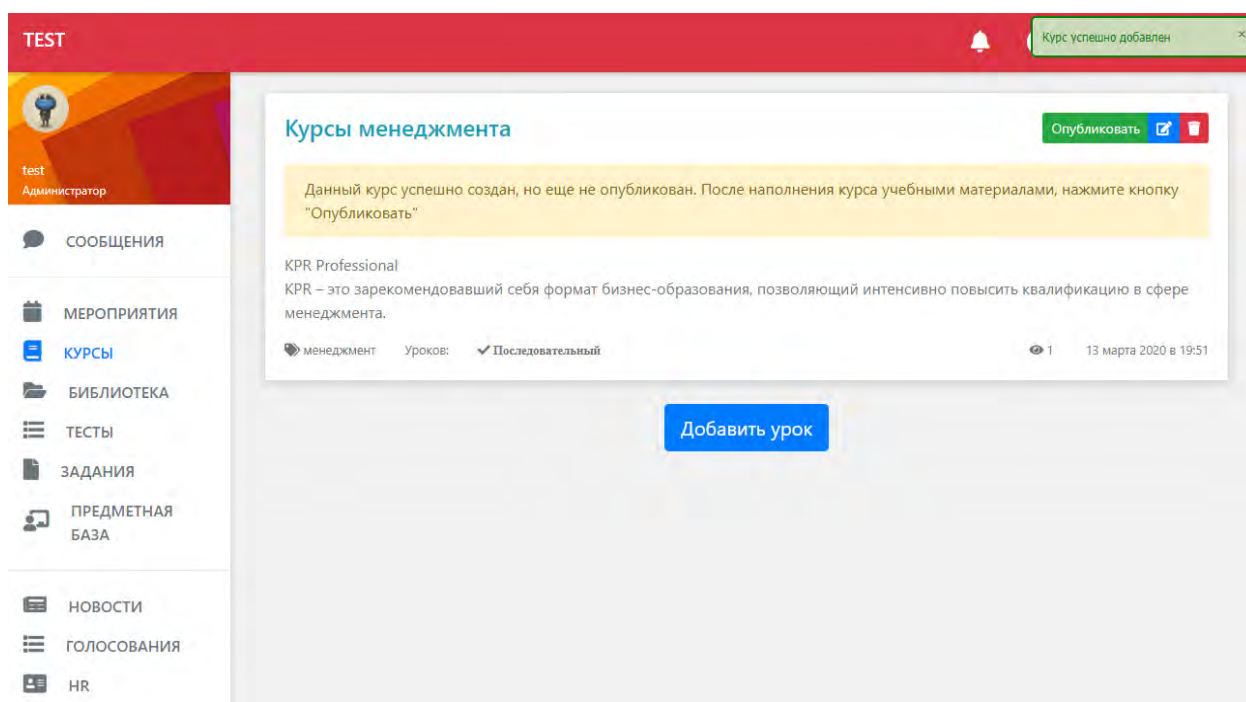 TEST
Курс успешно добавлен ×
test
Администратор
СООБЩЕНИЯ
МЕРОПРИЯТИЯ
КУРСЫ
БИБЛИОТЕКА
ТЕСТЫ
ЗАДАНИЯ
ПРЕДМЕТНАЯ
БАЗА
НОВОСТИ
ГОЛОСОВАНИЯ
HR
Курсы менеджмента
Опубликовать
Данный курс успешно создан, но еще не опубликован. После наполнения курса учебными материалами, нажмите кнопку
"Опубликовать"
KPR Professional
KPR – это зарекомендовавший себя формат бизнес-образования, позволяющий интенсивно повысить квалификацию в сфере
менеджмента.
менеджмент Уроков: Последовательный 1 13 марта 2020 в 19:51
Добавить урок